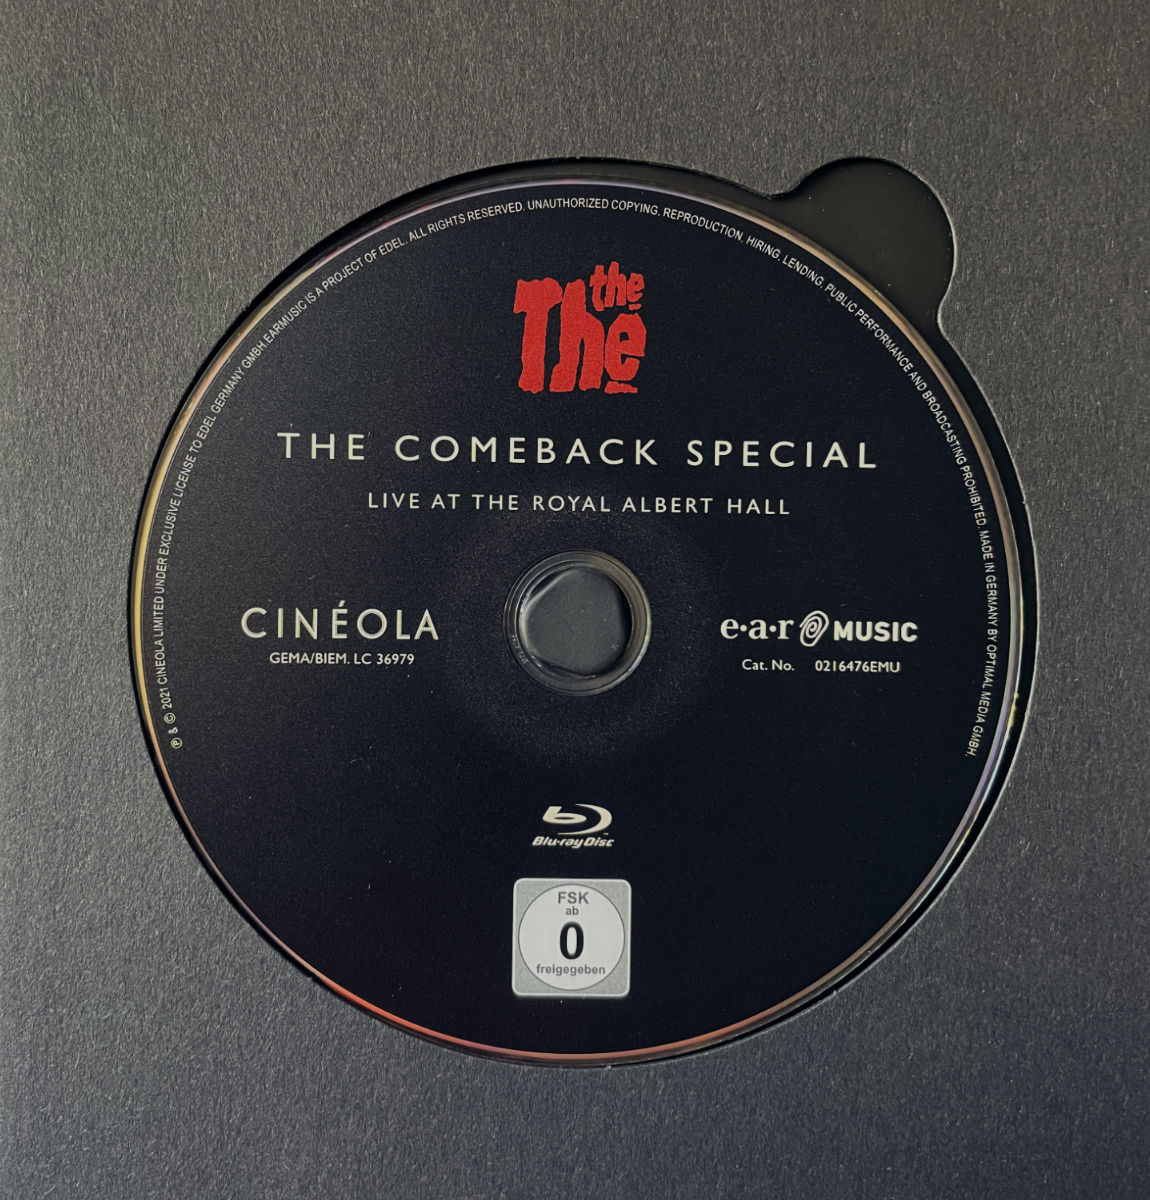 ℗ & © 2021 CINEOLA LIMITED UNDER EXCLUSIVE LICENSE TO EDEL GERMANY GMBH. EARMUSIC IS A PROJECT OF EDEL. ALL RIGHTS RESERVED. UNAUTHORIZED COPYING, REPRODUCTION, HIRING, LENDING, PUBLIC PERFORMANCE AND BROADCASTING PROHIBITED. MADE IN GERMANY BY OPTIMAL MEDIA GMBH
the
The
THE COMEBACK SPECIAL
LIVE AT THE ROYAL ALBERT HALL
CINÉOLA
GEMA/BIEM. LC 36979
e·a·r MUSIC
Cat. No. 0216476EMU
Blu-ray Disc
FSK
ab
0
freigegeben